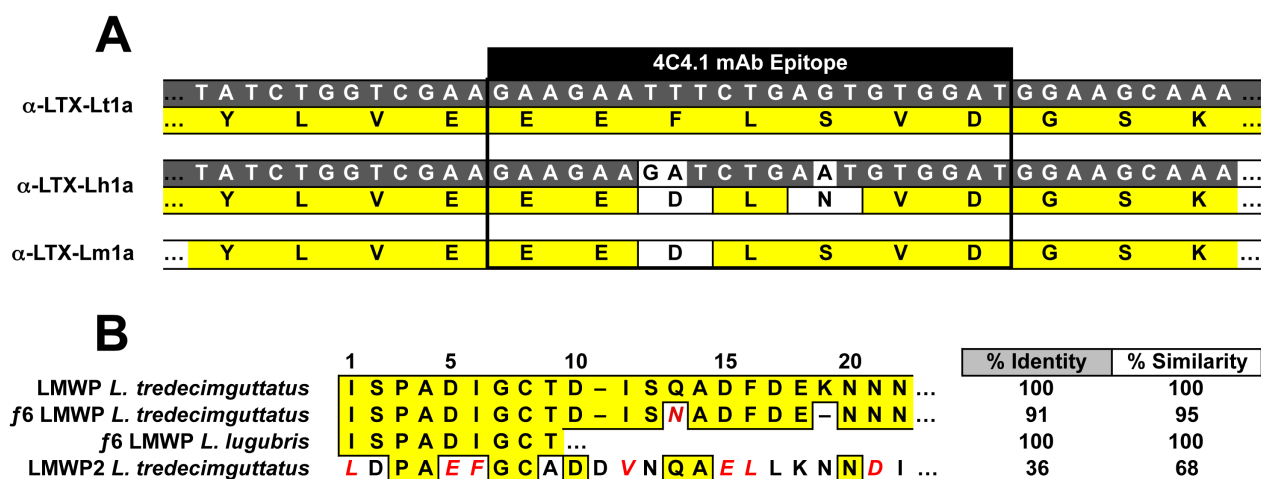 A
4C4.1 mAb Epitope
α-LTX-Lt1a ... T A T C T G G T C G A A G A A G A A T T T C T G A G T G T G G A T G G A A G C A A A ...
... Y L V E E E F L S V D G S K ...
α-LTX-Lh1a ... T A T C T G G T C G A A G A A G A A G A T C T G A A T G T G G A T G G A A G C A A A ...
... Y L V E E E D L N V D G S K ...
α-LTX-Lm1a ... Y L V E E E D L S V D G S K ...
B
1 5 10 15 20 % Identity % Similarity
LMWP L. tredecimguttatus I S P A D I G C T D – I S Q A D F D E K N N N ... 100 100
ƒ6 LMWP L. tredecimguttatus I S P A D I G C T D – I S N A D F D E – N N N ... 91 95
ƒ6 LMWP L. lugubris I S P A D I G C T ... 100 100
LMWP2 L. tredecimguttatus L D P A E F G C A D D V N Q A E L L K N N D I ... 36 68